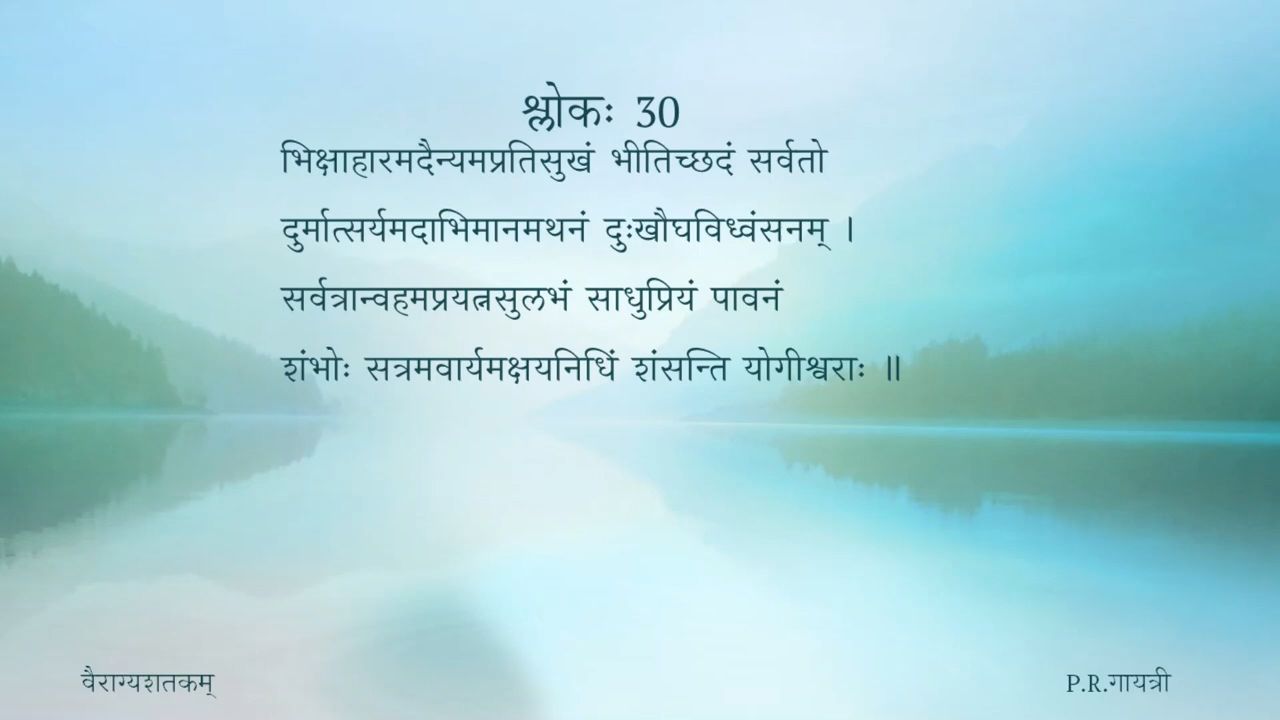 श्लोकः 30
भिक्षाहारमदैन्यमप्रतिसुखं भीतिच्छदं सर्वतो
दुर्मात्सर्यमदाभिमानमथनं दुःखौघविध्वंसनम् ।
सर्वत्रान्वहमप्रयत्नसुलभं साधुप्रियं पावनं
शंभोः सत्रमवार्यमक्षयनिधिं शंसन्ति योगीश्वराः ॥
वैराग्यशतकम्
P.R.गायत्री